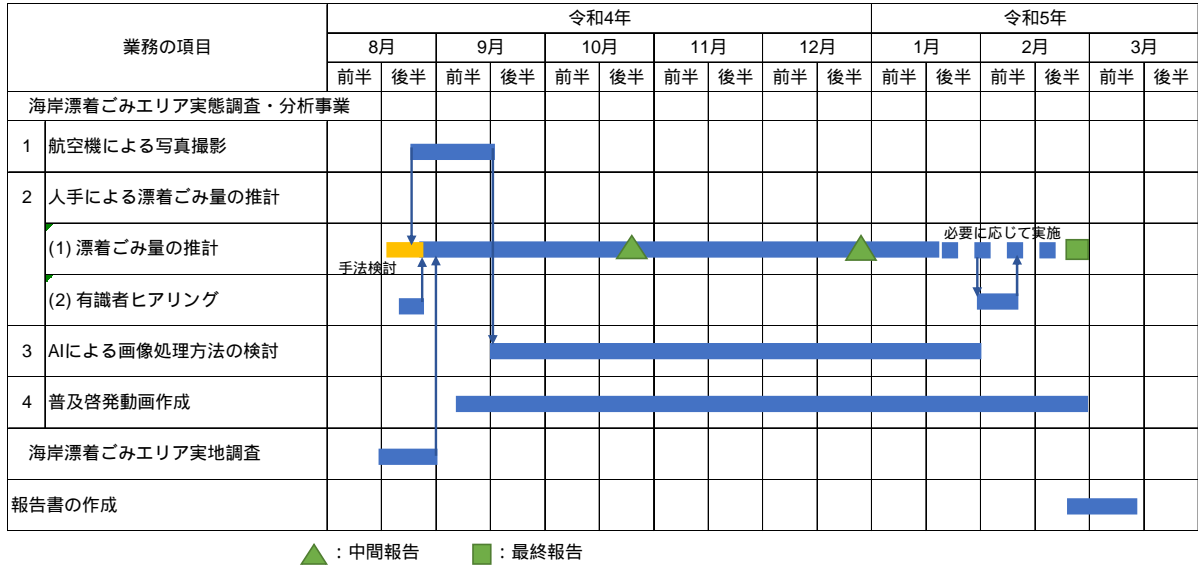 業務の項目
令和4年
令和5年
8月
9月
10月
11月
12月
1月
2月
3月
前半
後半
前半
後半
前半
後半
前半
後半
前半
後半
前半
後半
前半
後半
前半
後半
海岸漂着ごみエリア実態調査・分析事業
1 航空機による写真撮影
2 人手による漂着ごみ量の推計
(1) 漂着ごみ量の推計
手法検討
必要に応じて実施
(2) 有識者ヒアリング
3 AIによる画像処理方法の検討
4 普及啓発動画作成
海岸漂着ごみエリア実地調査
報告書の作成
：中間報告
：最終報告